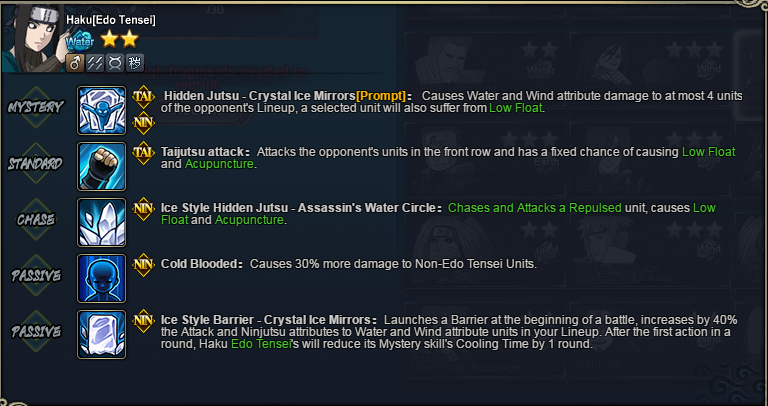 Haku[Edo Tensei]
Water
MYSTERY
TAI
NIN
Hidden Jutsu - Crystal Ice Mirrors[Prompt]: Causes Water and Wind attribute damage to at most 4 units
of the opponent's Lineup, a selected unit will also suffer from Low Float.
STANDARD
TAI
Taijutsu attack: Attacks the opponent's units in the front row and has a fixed chance of causing Low Float
and Acupuncture.
CHASE
NIN
Ice Style Hidden Jutsu - Assassin's Water Circle: Chases and Attacks a Repulsed unit, causes Low
Float and Acupuncture.
PASSIVE
NIN
Cold Blooded: Causes 30% more damage to Non-Edo Tensei Units.
PASSIVE
NIN
Ice Style Barrier - Crystal Ice Mirrors: Launches a Barrier at the beginning of a battle, increases by 40%
the Attack and Ninjutsu attributes to Water and Wind attribute units in your Lineup. After the first action in a
round, Haku Edo Tensei's will reduce its Mystery skill's Cooling Time by 1 round.